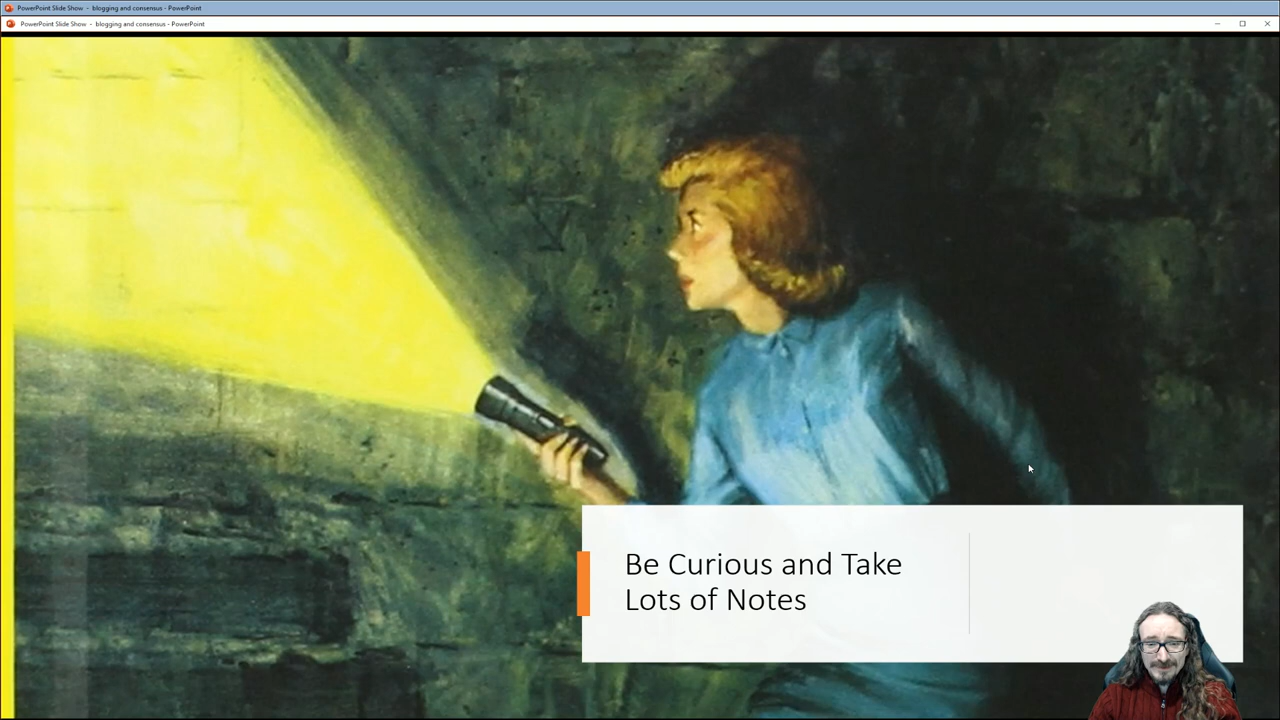 PowerPoint Slide Show - blogging and consensus - PowerPoint
PowerPoint Slide Show - blogging and consensus - PowerPoint
Be Curious and Take
Lots of Notes